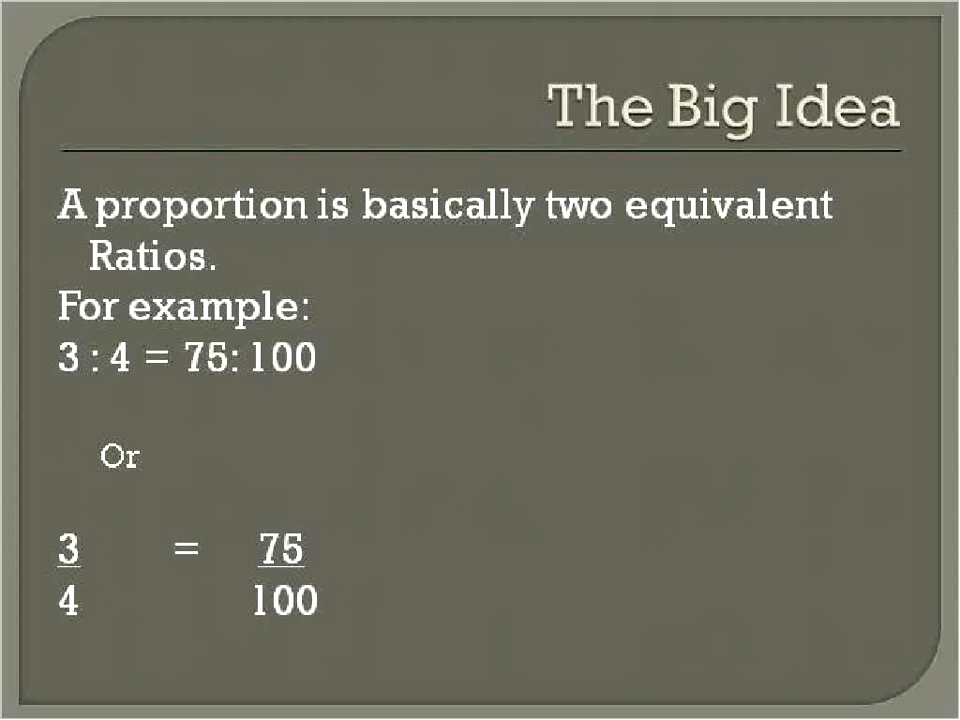 The Big Idea
A proportion is basically two equivalent
Ratios.
For example:
3 : 4 = 75: 100
Or
3 = 75
4 100